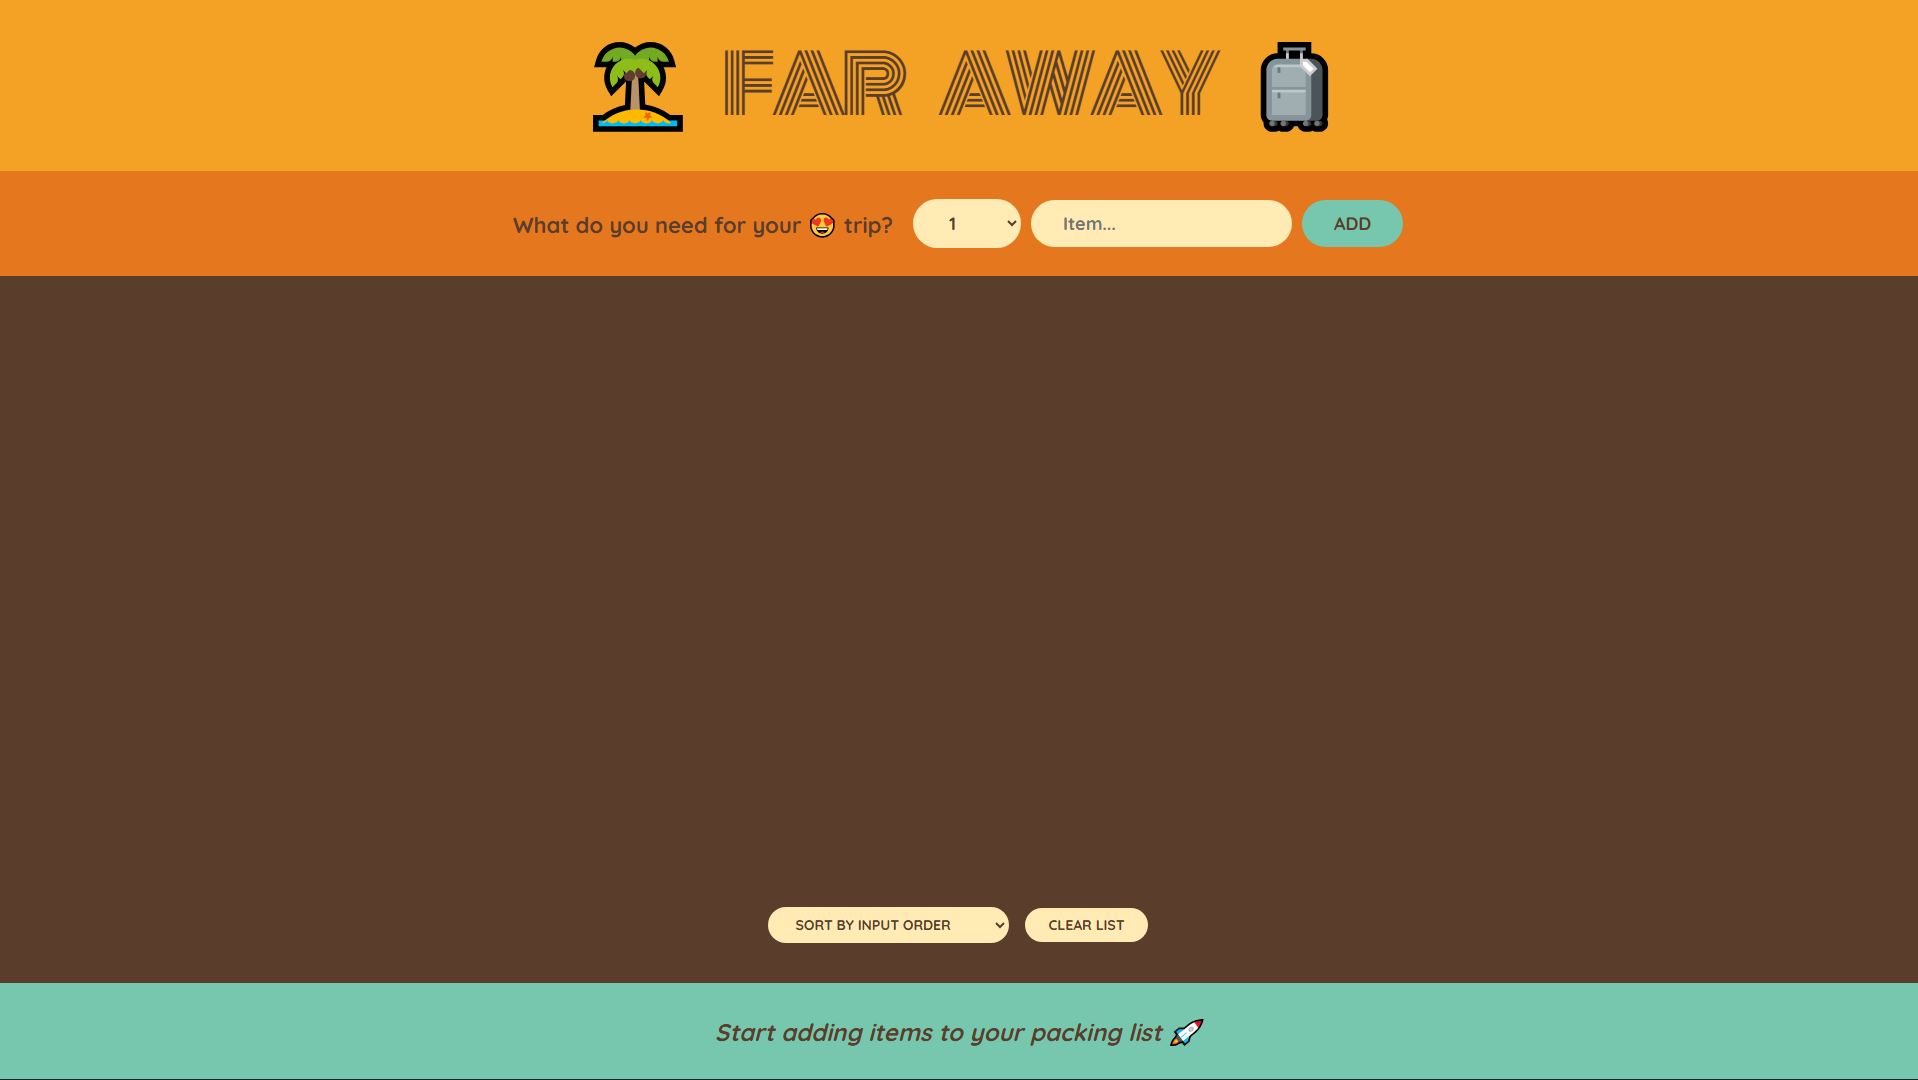 🌴 FAR AWAY 🧳
What do you need for your 😍 trip? 1 Item... ADD
SORT BY INPUT ORDER CLEAR LIST
Start adding items to your packing list 🚀